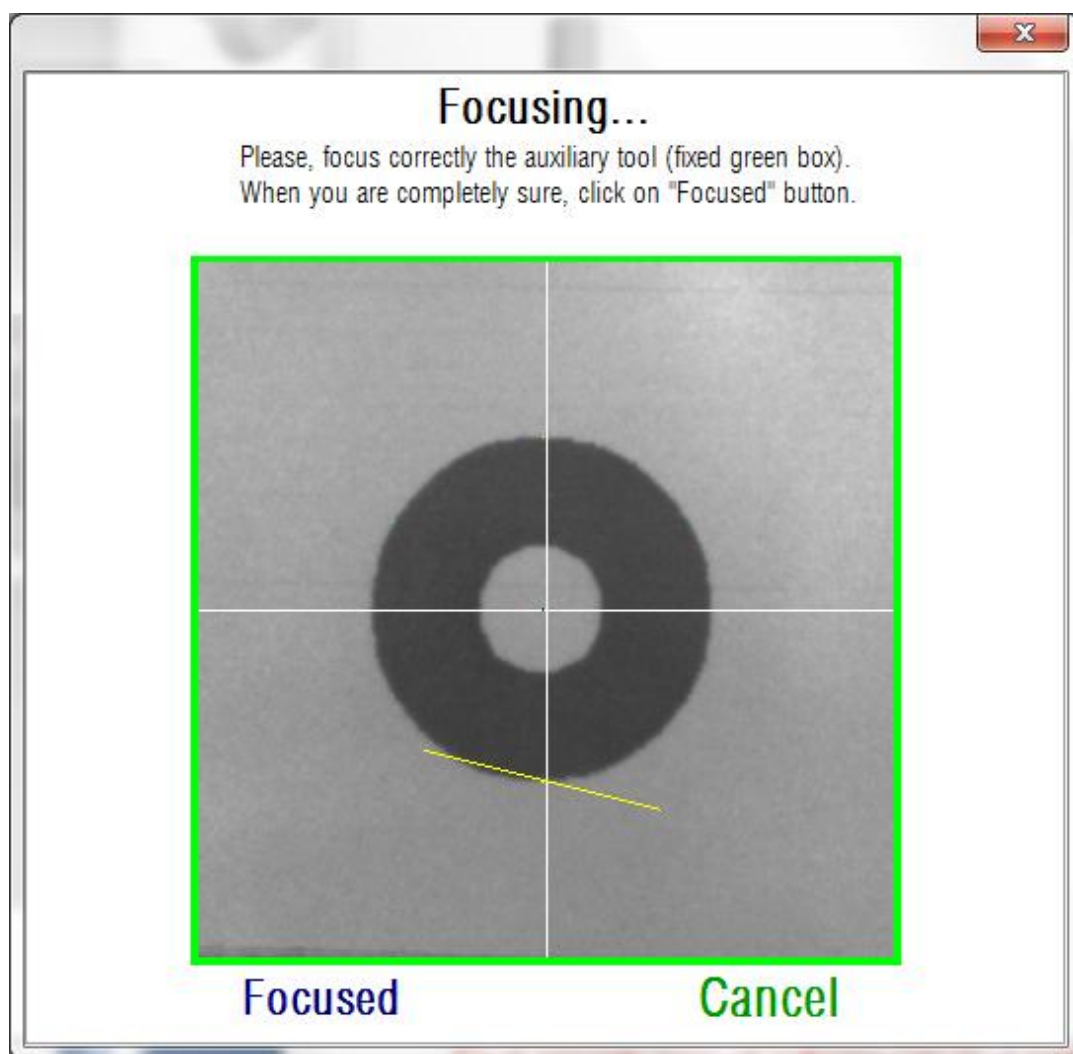 Focusing...
Please, focus correctly the auxiliary tool (fixed green box).
When you are completely sure, click on "Focused" button.
Focused
Cancel